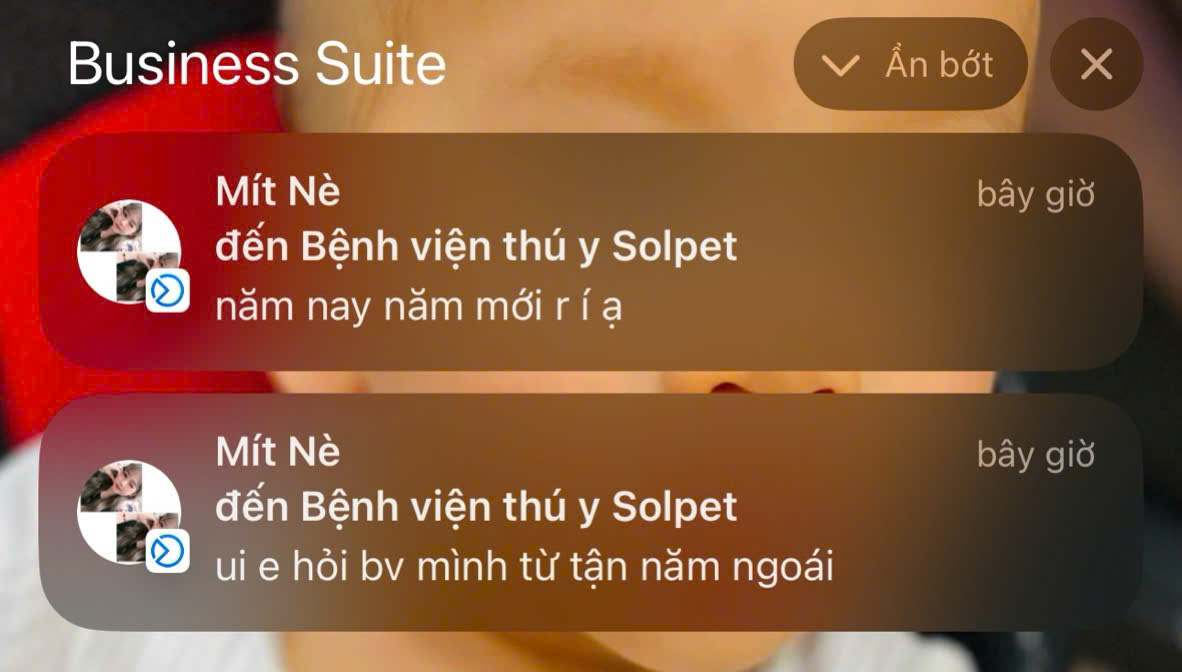 Business Suite
Ẩn bớt
Mít Nè
bây giờ
đến Bệnh viện thú y Solpet
năm nay năm mới r í ạ
Mít Nè
bây giờ
đến Bệnh viện thú y Solpet
ui e hỏi bv mình từ tận năm ngoái